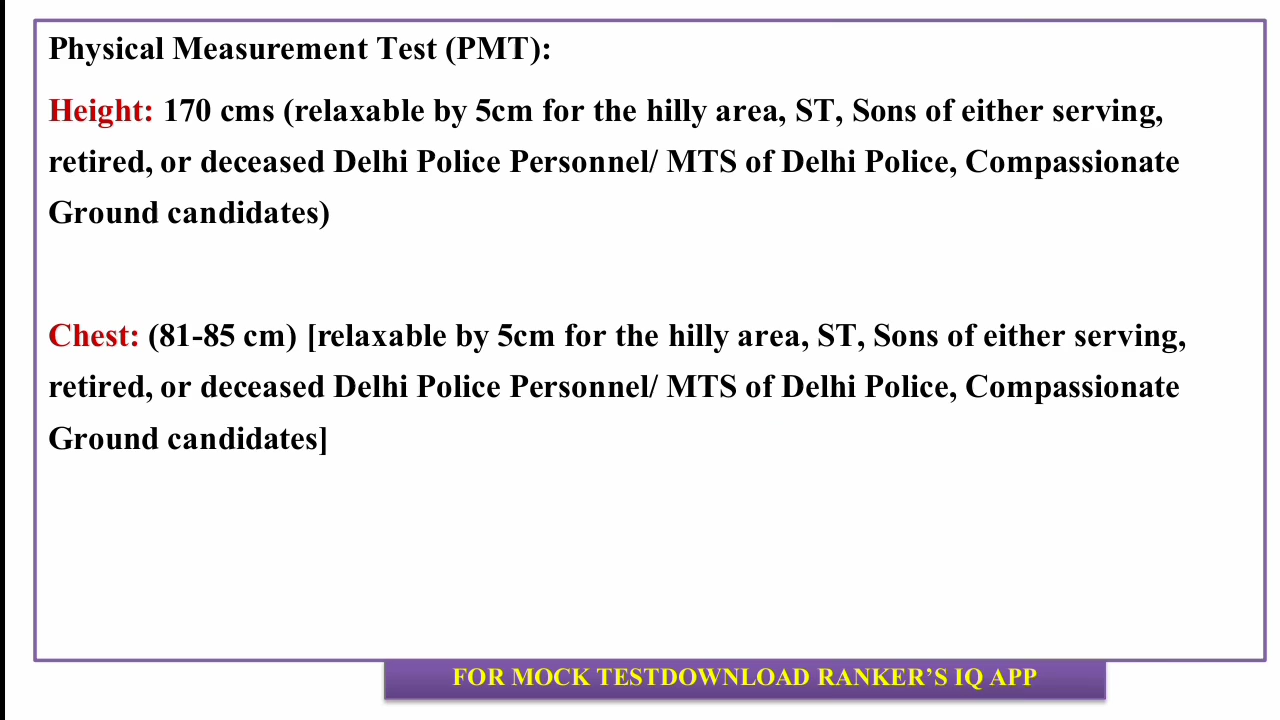 Physical Measurement Test (PMT):
Height: 170 cms (relaxable by 5cm for the hilly area, ST, Sons of either serving,
retired, or deceased Delhi Police Personnel/ MTS of Delhi Police, Compassionate
Ground candidates)
Chest: (81-85 cm) [relaxable by 5cm for the hilly area, ST, Sons of either serving,
retired, or deceased Delhi Police Personnel/ MTS of Delhi Police, Compassionate
Ground candidates]
FOR MOCK TESTDOWNLOAD RANKER’S IQ APP